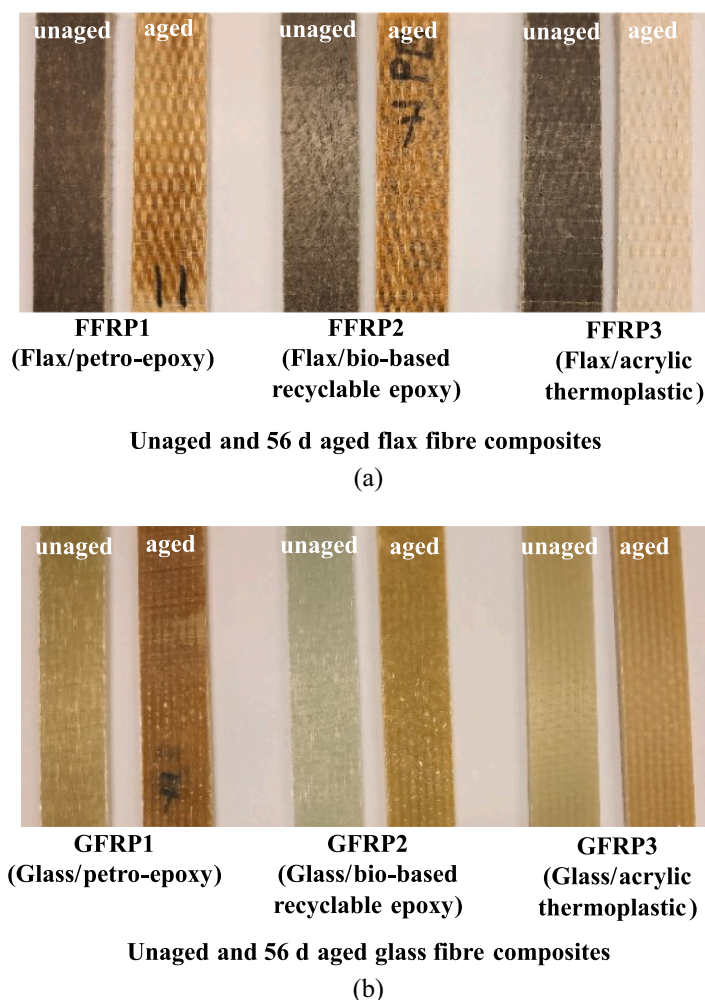 unaged aged unaged aged unaged aged
11
FFRP1
(Flax/petro-epoxy)
FFRP2
(Flax/bio-based
recyclable epoxy)
FFRP3
(Flax/acrylic
thermoplastic)
Unaged and 56 d aged flax fibre composites
(a)
unaged aged unaged aged unaged aged
7
GFRP1
(Glass/petro-epoxy)
GFRP2
(Glass/bio-based
recyclable epoxy)
GFRP3
(Glass/acrylic
thermoplastic)
Unaged and 56 d aged glass fibre composites
(b)